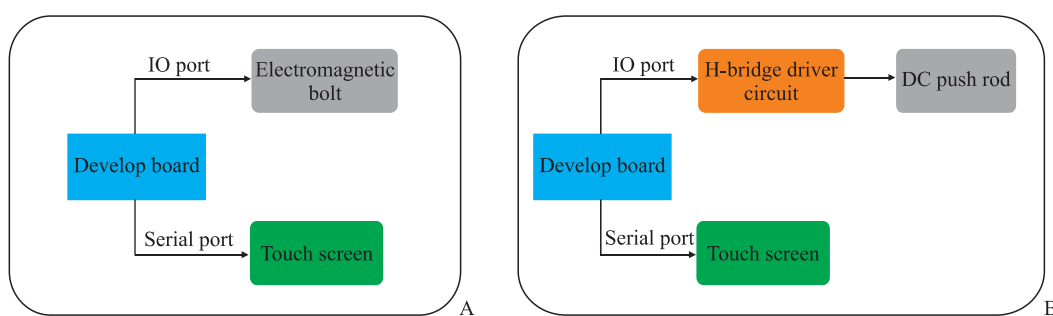 IO port
Electromagnetic
bolt
Develop board
Serial port
Touch screen
A
IO port
H-bridge driver
circuit
DC push rod
Develop board
Serial port
Touch screen
B